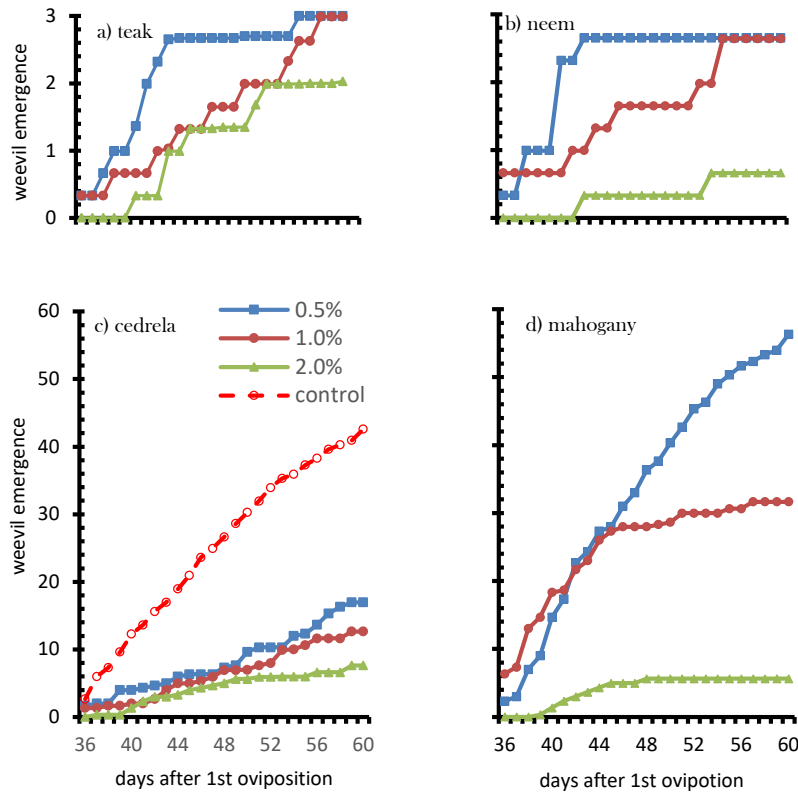 a) teak
b) neem
weevil emergence
3
2
1
0
c) cedrela
d) mahogany
0.5%
1.0%
2.0%
control
weevil emergence
60
50
40
30
20
10
0
36 40 44 48 52 56 60
36 40 44 48 52 56 60
days after 1st oviposition
days after 1st ovipotion